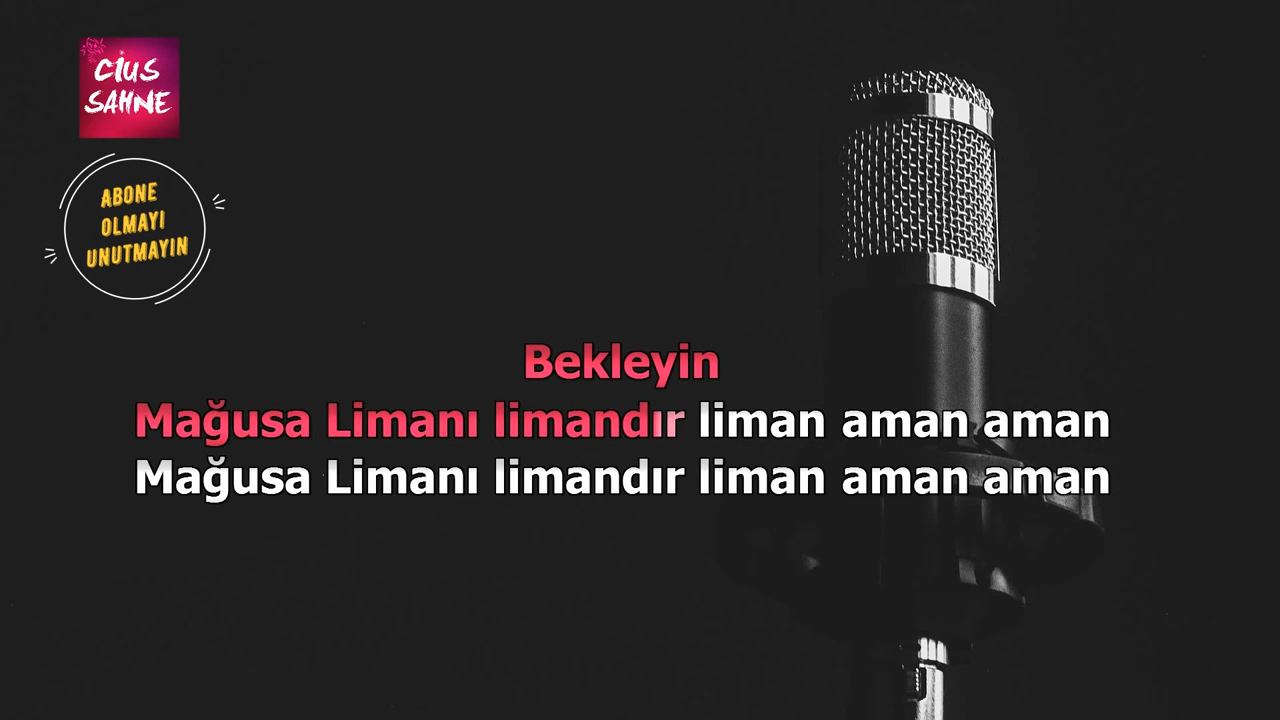 CİUS
SAHNE
ABONE
OLMAYI
UNUTMAYIN
Bekleyin
Mağusa Limanı limandır liman aman aman
Mağusa Limanı limandır liman aman aman